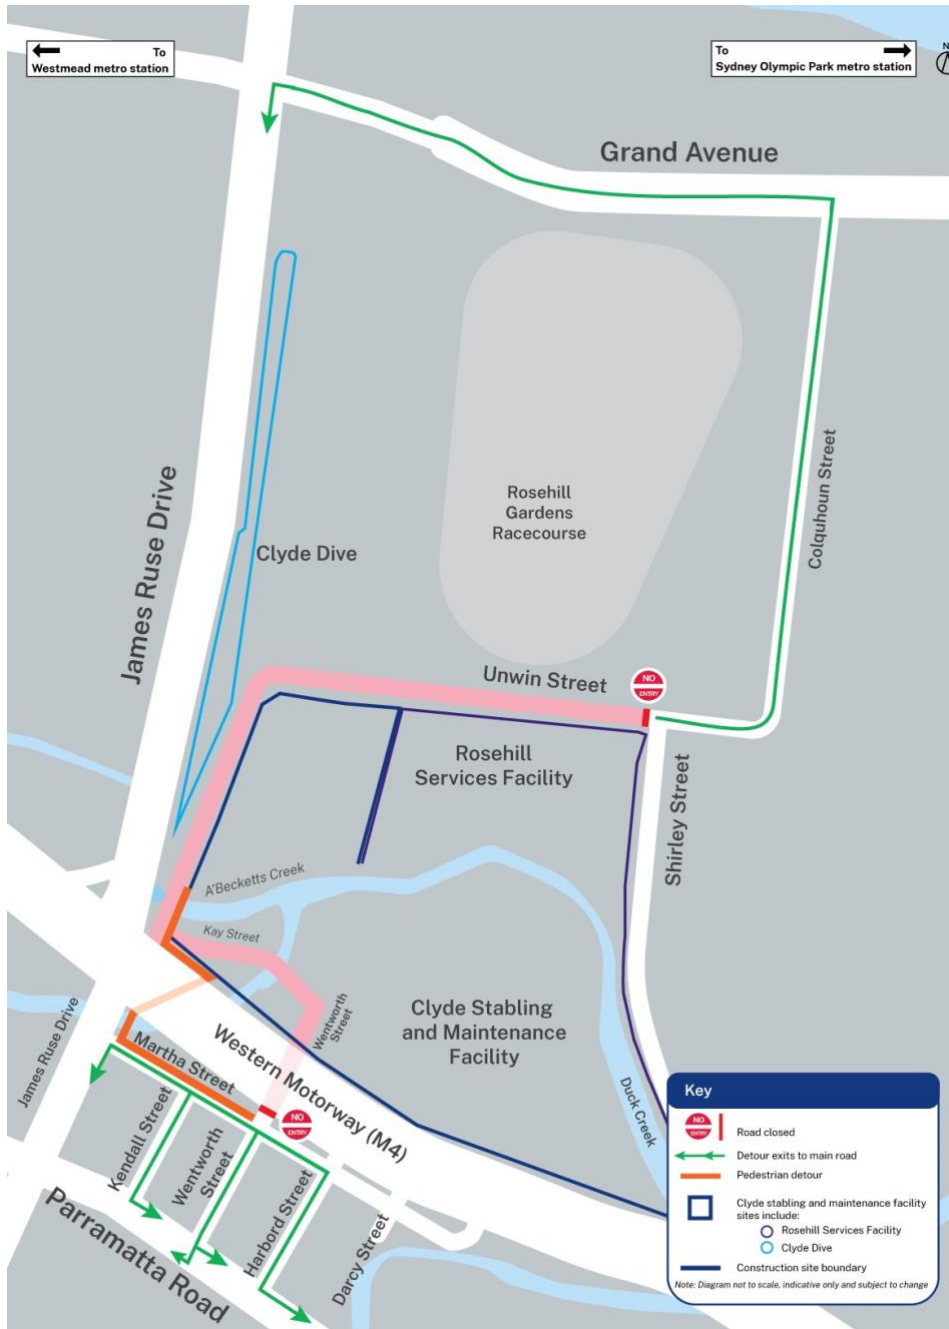 To
Westmead metro station
To
Sydney Olympic Park metro station
N
Grand Avenue
James Ruse Drive
Clyde Dive
Rosehill
Gardens
Racecourse
Colquhoun Street
Unwin Street
NO
ENTRY
Rosehill
Services Facility
Shirley Street
A'Becketts Creek
Kay Street
Wentworth
Street
Clyde Stabling
and Maintenance
Facility
James Ruse Drive
Martha Street
Western Motorway (M4)
Duck Creek
NO
ENTRY
Kendall Street
Wentworth
Street
Harbord Street
Darcy Street
Parramatta Road
Key
NO
ENTRY
Road closed
Detour exits to main road
Pedestrian detour
Clyde stabling and maintenance facility
sites include:
Rosehill Services Facility
Clyde Dive
Construction site boundary
Note: Diagram not to scale, indicative only and subject to change